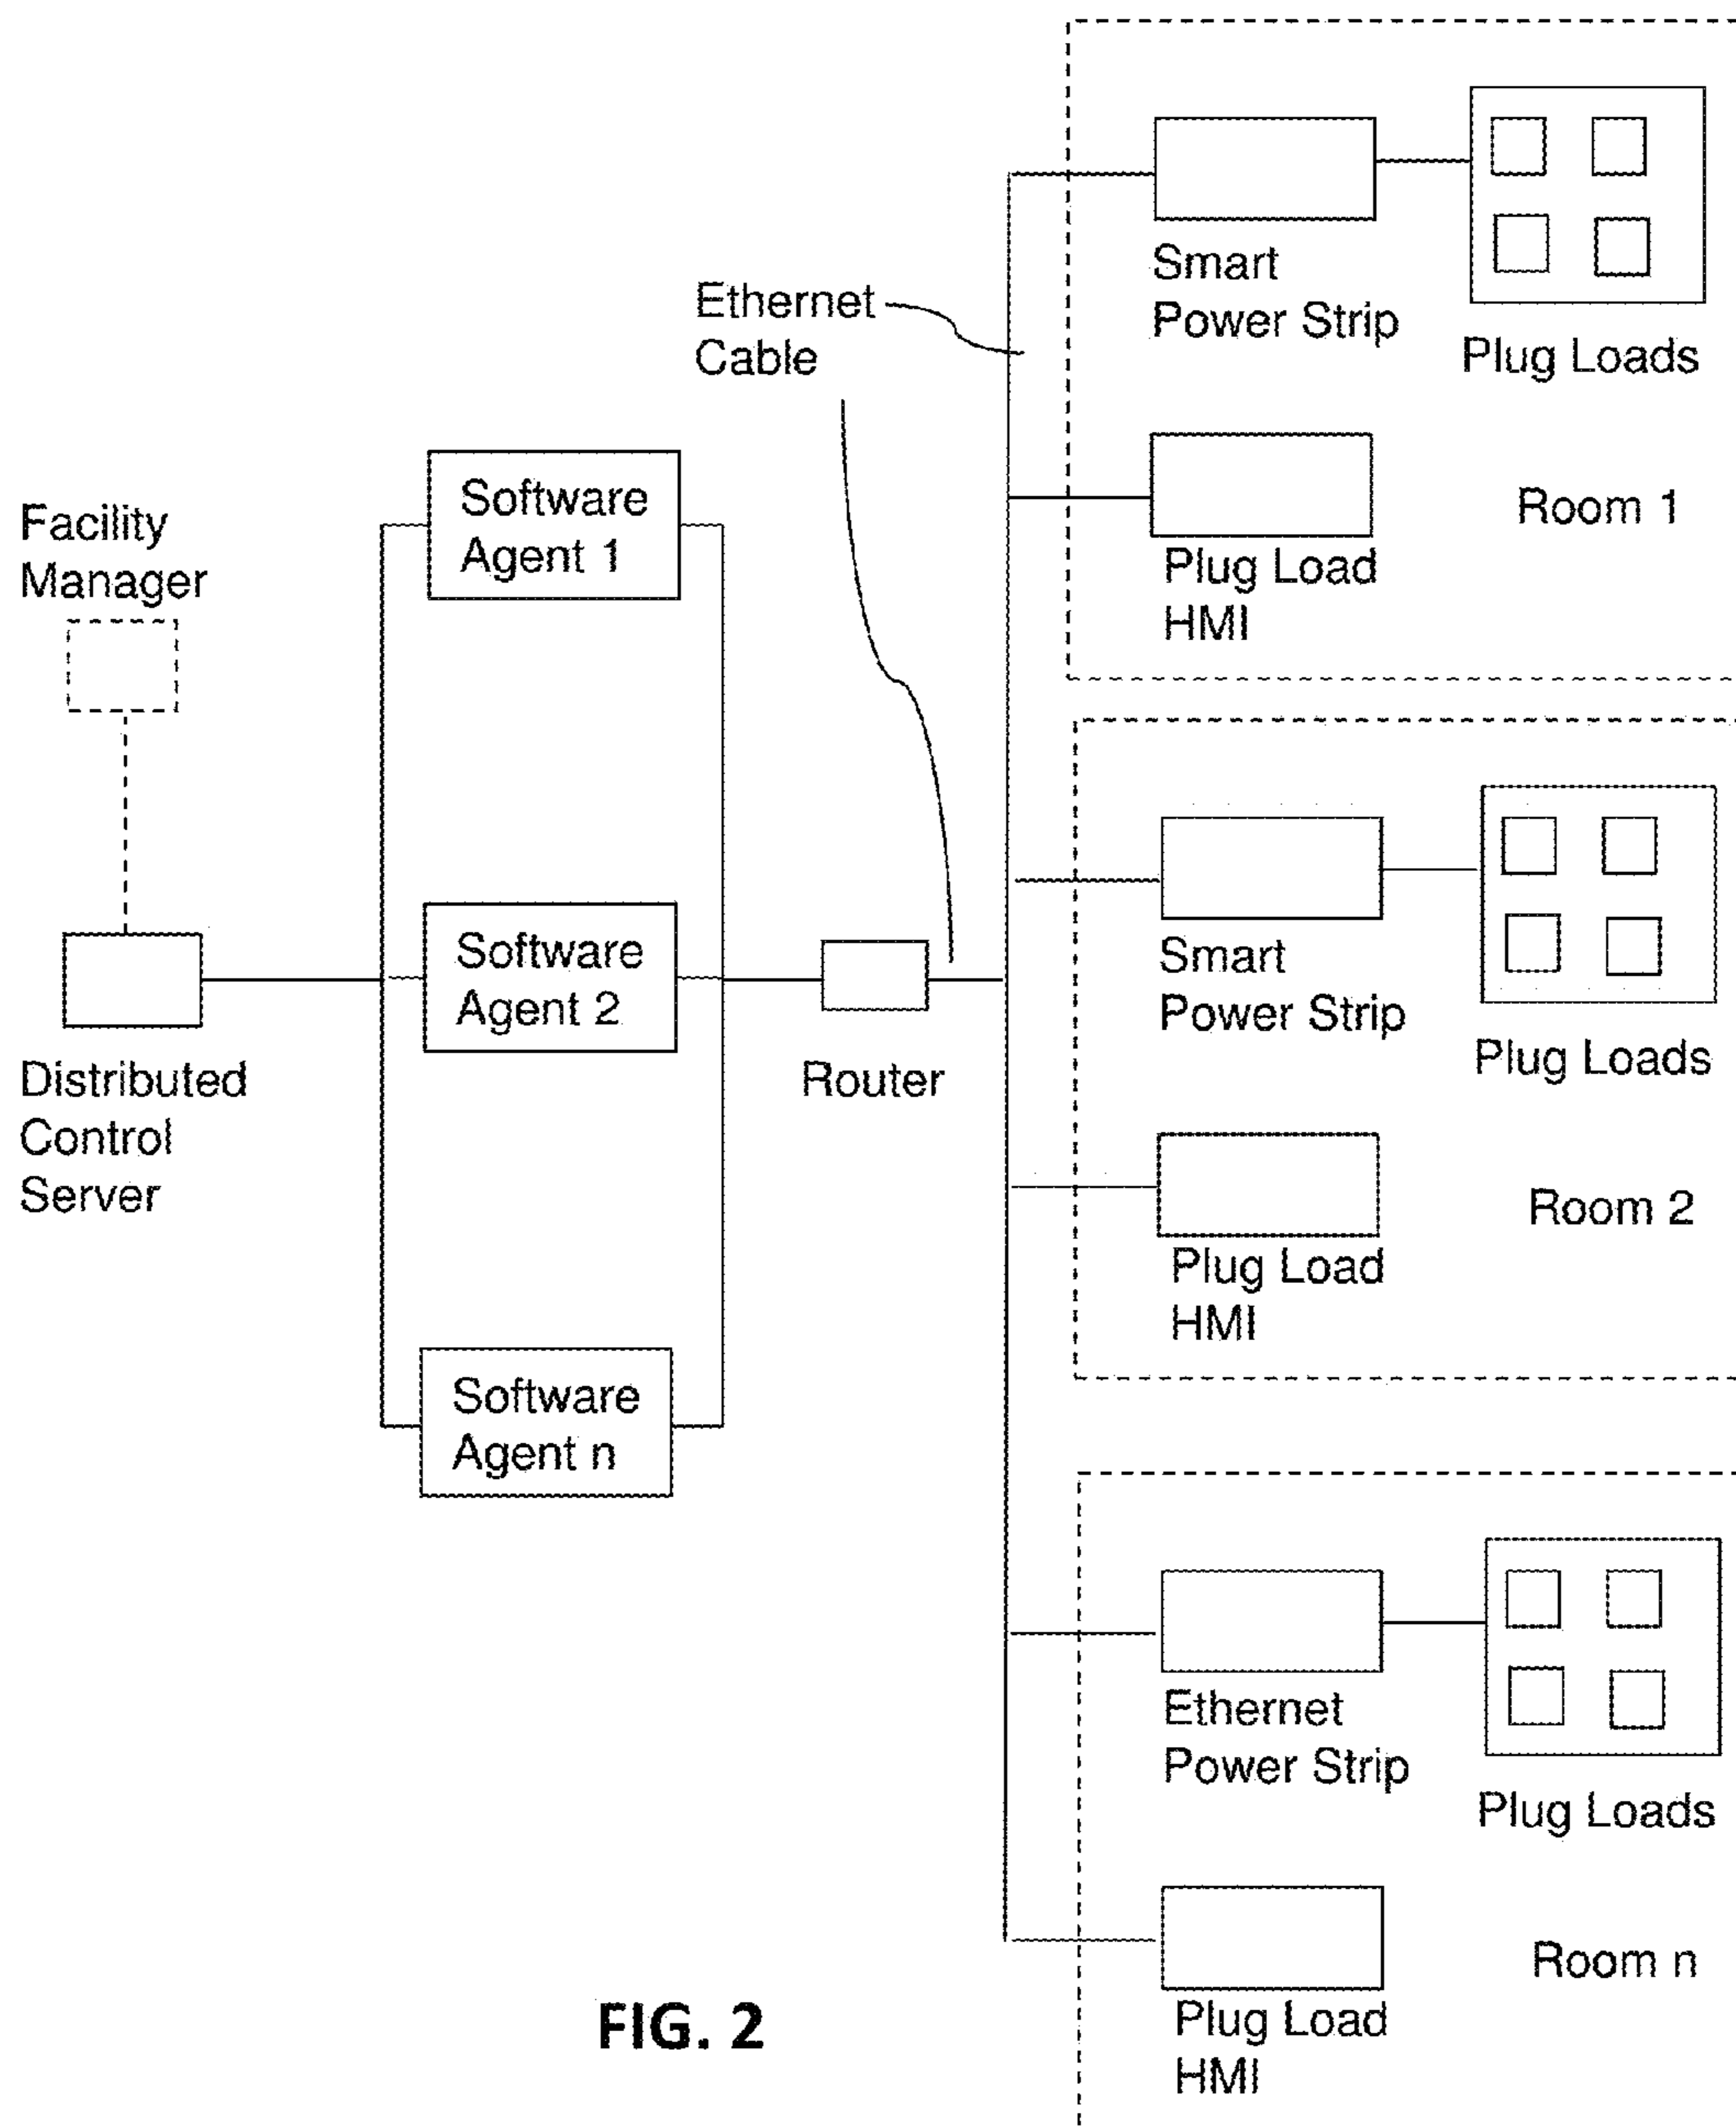 Facility
Manager
Distributed
Control
Server
Software
Agent 1
Software
Agent 2
Software
Agent n
Router
Ethernet
Cable
Smart
Power Strip
Plug Loads
Plug Load
HMI
Room 1
Smart
Power Strip
Plug Loads
Plug Load
HMI
Room 2
Ethernet
Power Strip
Plug Loads
Plug Load
HMI
Room n
FIG. 2